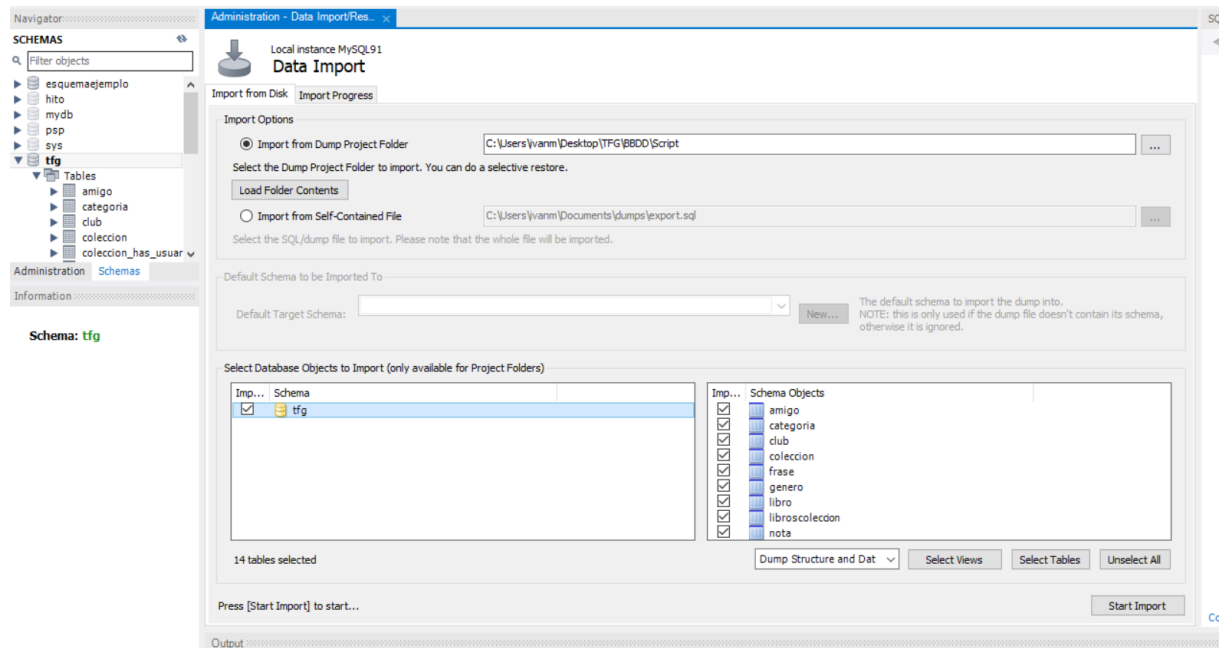 Navigator
SCHEMAS
Filter objects
esquemaejemplo
hito
mydb
psp
sys
tfg
Tables
amigo
categoria
club
coleccion
coleccion_has_usuar
Administration Schemas
Information
Schema: tfg
Administration - Data Import/Res... ×
Local instance MySQL91
Data Import
Import from Disk Import Progress
Import Options
Import from Dump Project Folder C:\Users\ivanm\Desktop\TFG\BBDD\Script ...
Select the Dump Project Folder to import. You can do a selective restore.
Load Folder Contents
Import from Self-Contained File C:\Users\ivanm\Documents\dumps\export.sql ...
Select the SQL/dump file to import. Please note that the whole file will be imported.
Default Schema to be Imported To
Default Target Schema: New...
The default schema to import the dump into.
NOTE: this is only used if the dump file doesn't contain its schema,
otherwise it is ignored.
Select Database Objects to Import (only available for Project Folders)
Imp... Schema
tfg
Imp... Schema Objects
amigo
categoria
club
coleccion
frase
genero
libro
libroscoleccion
nota
14 tables selected
Dump Structure and Dat Select Views Select Tables Unselect All
Press [Start Import] to start...
Start Import
Output
SQ
Co